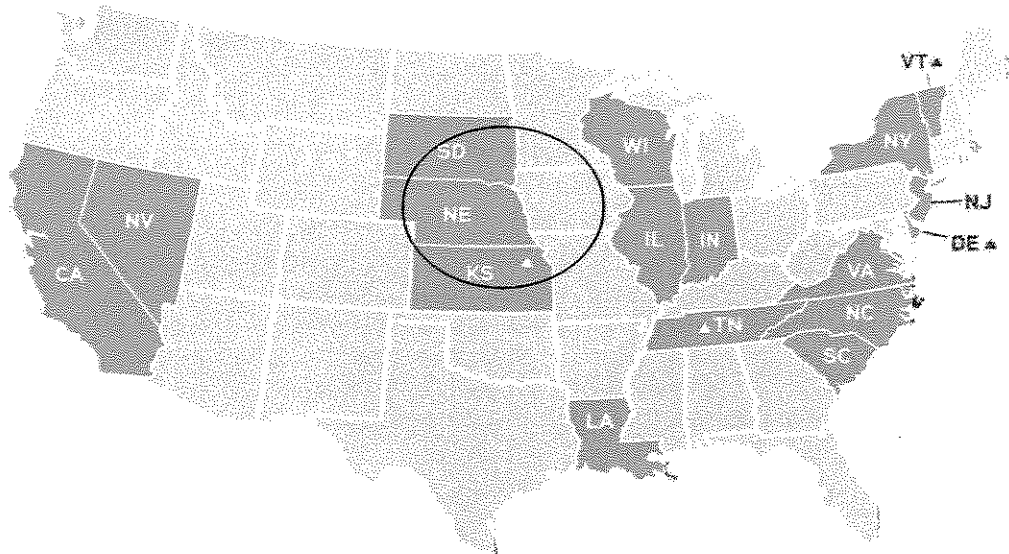 VT▲
SD
WI
NY
NV
NE
NJ
IL
IN
DE▲
CA
KS ▲
VA
NC
▲TN
SC
LA